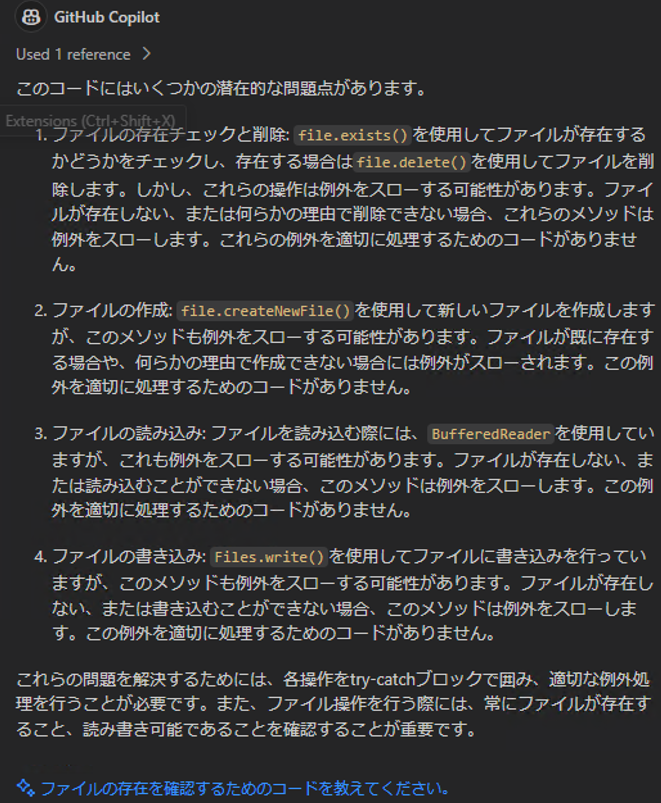 GitHub Copilot
Used 1 reference
このコードにはいくつかの潜在的な問題点があります。
Extensions (Ctrl+Shift+X)
1. ファイルの存在チェックと削除: file.exists()を使用してファイルが存在する
かどうかをチェックし、存在する場合はfile.delete()を使用してファイルを削
除します。しかし、これらの操作は例外をスローする可能性があります。ファイ
ルが存在しない、または何らかの理由で削除できない場合、これらのメソッドは
例外をスローします。これらの例外を適切に処理するためのコードがありませ
ん。
2. ファイルの作成: file.createNewFile()を使用して新しいファイルを作成します
が、このメソッドも例外をスローする可能性があります。ファイルが既に存在す
る場合や、何らかの理由で作成できない場合には例外がスローされます。この例
外を適切に処理するためのコードがありません。
3. ファイルの読み込み: ファイルを読み込む際には、BufferedReaderを使用してい
ますが、これも例外をスローする可能性があります。ファイルが存在しない、ま
たは読み込むことができない場合、このメソッドは例外をスローします。この例
外を適切に処理するためのコードがありません。
4. ファイルの書き込み: Files.write()を使用してファイルに書き込みを行ってい
ますが、このメソッドも例外をスローする可能性があります。ファイルが存在し
ない、または書き込むことができない場合、このメソッドは例外をスローしま
す。この例外を適切に処理するためのコードがありません。
これらの問題を解決するためには、各操作をtry-catchブロックで囲み、適切な例外処
理を行うことが必要です。また、ファイル操作を行う際には、常にファイルが存在す
ること、読み書き可能であることを確認することが重要です。
ファイルの存在を確認するためのコードを教えてください。